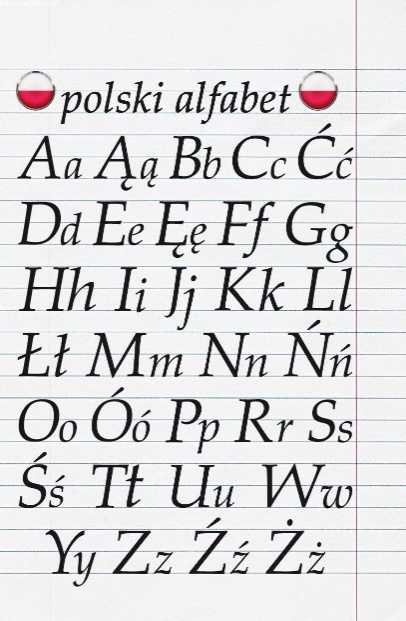 polski alfabet
Aa Ąą Bb Cc Ćć
Dd Ee Ęę Ff Gg
Hh Ii Jj Kk Ll
Łł Mm Nn Ńń
Oo Óó Pp Rr Ss
Śś Tt Uu Ww
Yy Zz Źź Żż